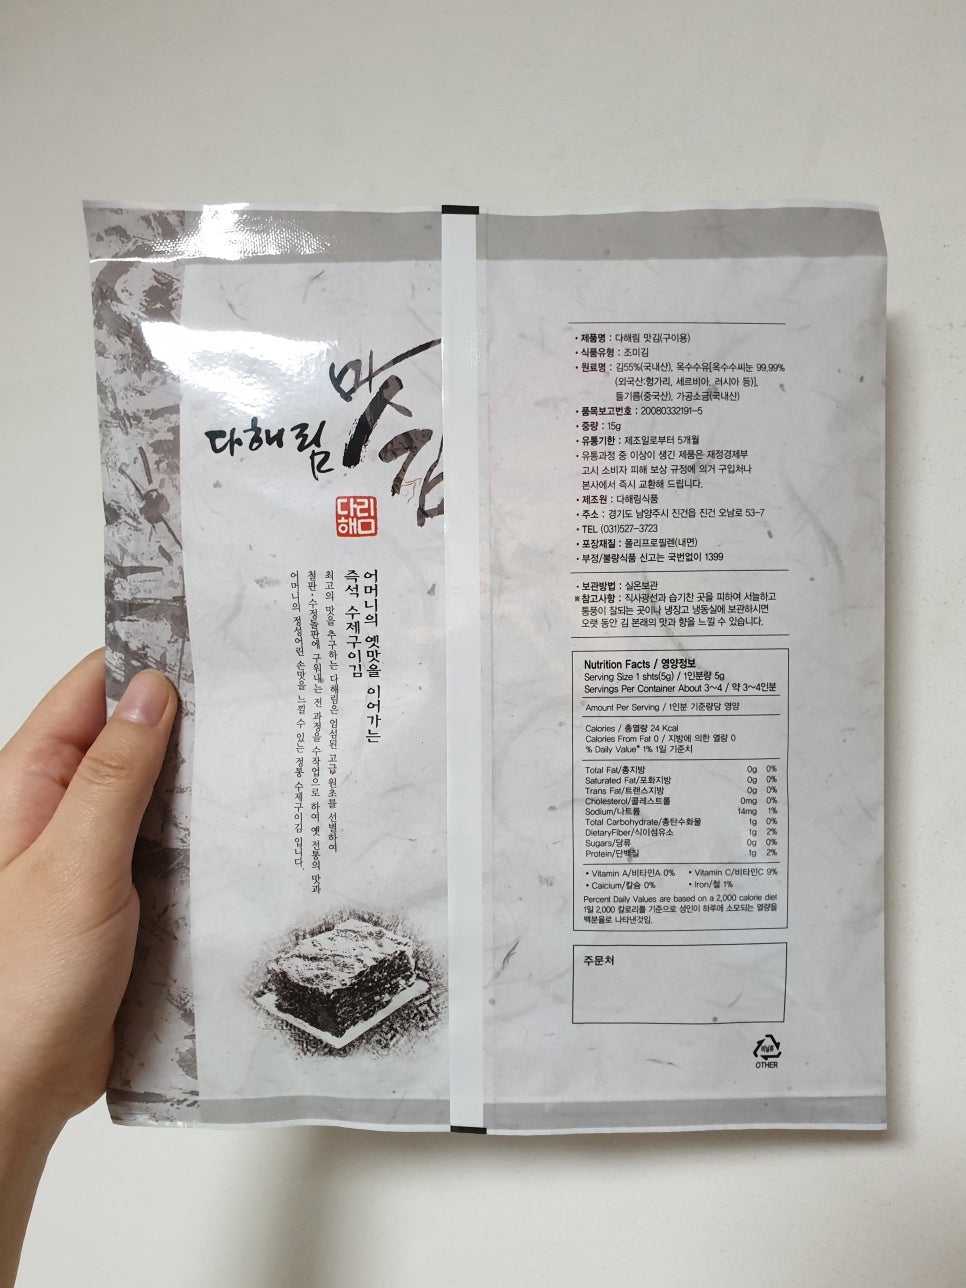 다해림
맛김
다해림
어머니의 옛맛을 이어가는
즉석 수제구이김
최고의 맛을 추구하는 다해림은 엄선된 고급 원초를 선별하여
철판·수정돌판에 구워내는 전 과정을 수작업으로 하여 옛 전통의 맛과
어머니의 정성어린 손맛을 느낄 수 있는 정통 수제구이김 입니다.
• 제품명 : 다해림 맛김(구이용)
• 식품유형 : 조미김
• 원료명 : 김55%(국내산), 옥수수유[옥수수씨눈 99.99%
(외국산:헝가리, 세르비아, 러시아 등)],
들기름(중국산), 가공소금(국내산)
• 품목보고번호 : 20080332191-5
• 중량 : 15g
• 유통기한 : 제조일로부터 5개월
• 유통과정 중 이상이 생긴 제품은 재정경제부
고시 소비자 피해 보상 규정에 의거 구입처나
본사에서 즉시 교환해 드립니다.
• 제조원 : 다해림식품
• 주소 : 경기도 남양주시 진건읍 진건 오남로 53-7
• TEL (031)527-3723
• 포장재질 : 폴리프로필렌(내면)
• 부정/불량식품 신고는 국번없이 1399
• 보관방법 : 실온보관
※ 참고사항 : 직사광선과 습기찬 곳을 피하여 서늘하고
통풍이 잘되는 곳이나 냉장고 냉동실에 보관하시면
오랫 동안 김 본래의 맛과 향을 느낄 수 있습니다.
Nutrition Facts / 영양정보
Serving Size 1 shts(5g) / 1인분량 5g
Servings Per Container About 3~4 / 약 3~4인분
Amount Per Serving / 1인분 기준량당 영양
Calories / 총열량 24 Kcal
Calories From Fat 0 / 지방에 의한 열량 0
% Daily Value* 1% 1일 기준치
Total Fat/총지방 0g 0%
Saturated Fat/포화지방 0g 0%
Trans Fat/트랜스지방 0g 0%
Cholesterol/콜레스트롤 0mg 0%
Sodium/나트륨 14mg 1%
Total Carbohydrate/총탄수화물 1g 0%
DietaryFiber/식이섬유소 1g 2%
Sugars/당류 0g 0%
Protein/단백질 1g 2%
• Vitamin A/비타민A 0% • Vitamin C/비타민C 9%
• Caicium/칼슘 0% • Iron/철 1%
Percent Daily Values are based on a 2,000 calorie diet
1일 2,000 칼로리를 기준으로 성인이 하루에 소모되는 열량을
백분율로 나타낸것임.
주문처
비닐류
OTHER